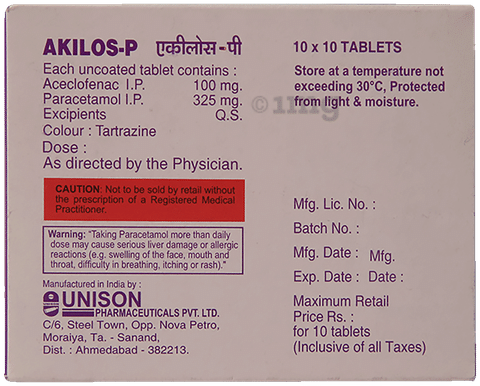 AKILOS-P एकीलोस-पी
Each uncoated tablet contains :
Aceclofenac I.P. 100 mg.
Paracetamol I.P. 325 mg.
Excipients Q.S.
Colour : Tartrazine
Dose :
As directed by the Physician.
CAUTION: Not to be sold by retail without
the prescription of a Registered Medical
Practitioner.
Warning: "Taking Paracetamol more than daily
dose may cause serious liver damage or allergic
reactions (e.g. swelling of the face, mouth and
throat, difficulty in breathing, itching or rash)."
Manufactured in India by :
UNISON
PHARMACEUTICALS PVT. LTD.
C/6, Steel Town, Opp. Nova Petro,
Moraiya, Ta. - Sanand,
Dist. : Ahmedabad - 382213.
10 x 10 TABLETS
Store at a temperature not
exceeding 30°C, Protected
from light & moisture.
1mg
Mfg. Lic. No. :
Batch No. :
Mfg. Date : Mfg.
Exp. Date : Date :
Maximum Retail
Price Rs. :
for 10 tablets
(Inclusive of all Taxes)